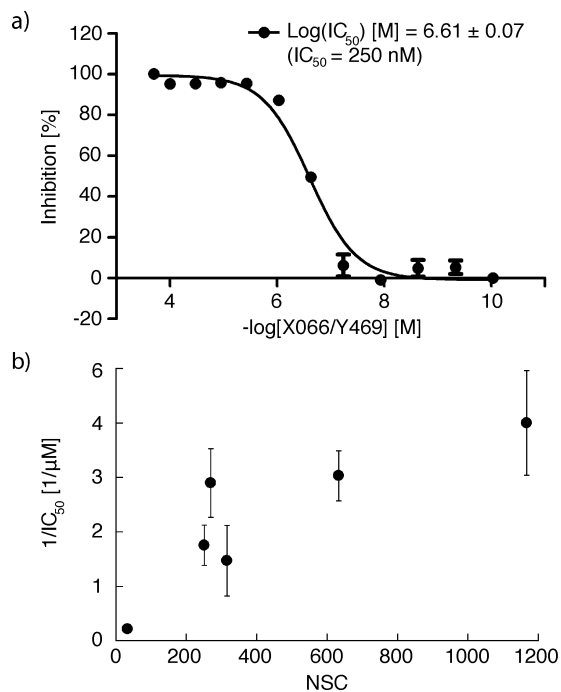 a)
Log(IC50) [M] = 6.61 ± 0.07
(IC50 = 250 nM)
Inhibition [%]
120
100
80
60
40
20
0
-20
4 6 8 10
-log[X066/Y469] [M]
b)
1/IC50 [1/μM]
6
4
3
2
1
0
0 200 400 600 800 1000 1200
NSC